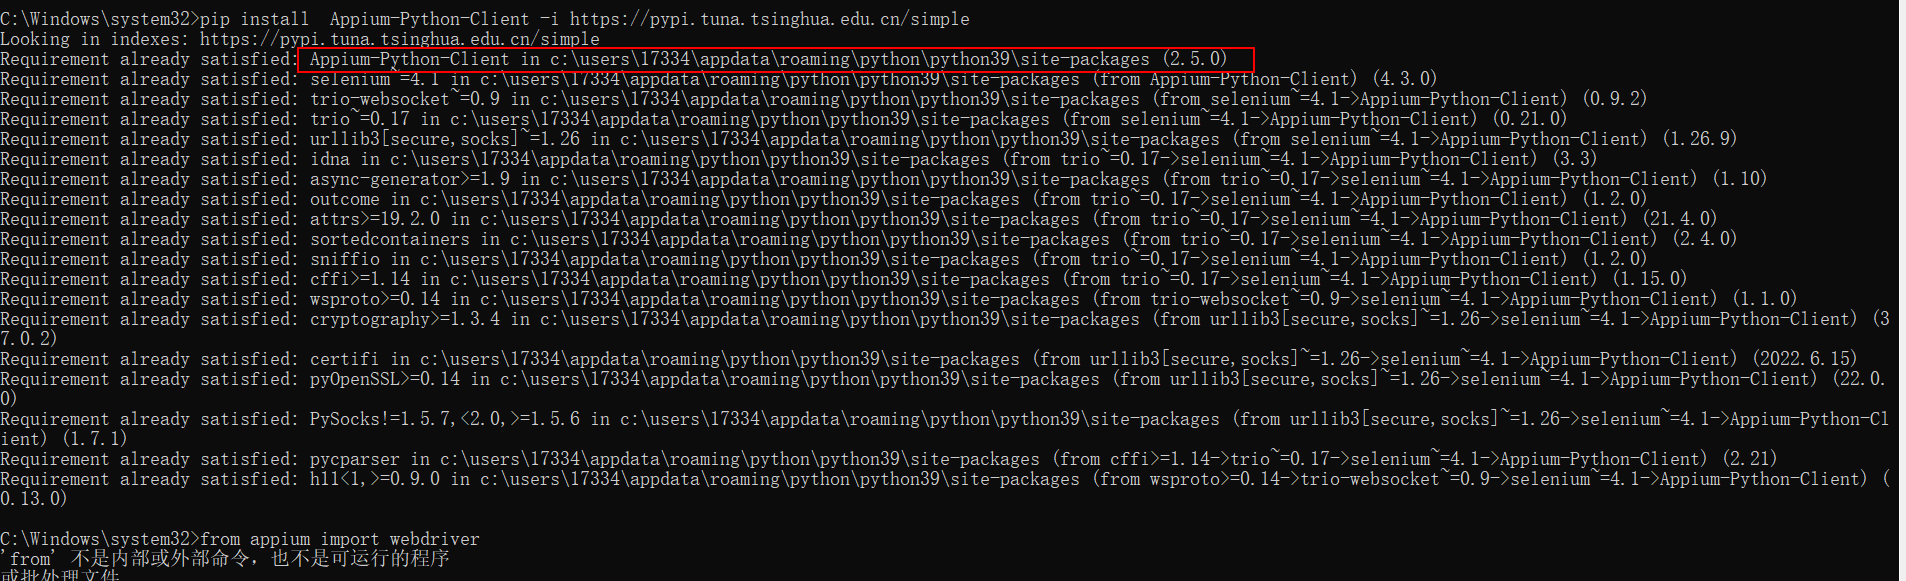 C:\Windows\system32>pip install  Appium-Python-Client -i https://pypi.tuna.tsinghua.edu.cn/simple
Looking in indexes: https://pypi.tuna.tsinghua.edu.cn/simple
Requirement already satisfied: Appium-Python-Client in c:\users\17334\appdata\roaming\python\python39\site-packages (2.5.0)
Requirement already satisfied: selenium~=4.1 in c:\users\17334\appdata\roaming\python\python39\site-packages (from Appium-Python-Client) (4.3.0)
Requirement already satisfied: trio-websocket~=0.9 in c:\users\17334\appdata\roaming\python\python39\site-packages (from selenium~=4.1->Appium-Python-Client) (0.9.2)
Requirement already satisfied: trio~=0.17 in c:\users\17334\appdata\roaming\python\python39\site-packages (from selenium~=4.1->Appium-Python-Client) (0.21.0)
Requirement already satisfied: urllib3[secure,socks]~=1.26 in c:\users\17334\appdata\roaming\python\python39\site-packages (from selenium~=4.1->Appium-Python-Client) (1.26.9)
Requirement already satisfied: idna in c:\users\17334\appdata\roaming\python\python39\site-packages (from trio~=0.17->selenium~=4.1->Appium-Python-Client) (3.3)
Requirement already satisfied: async-generator>=1.9 in c:\users\17334\appdata\roaming\python\python39\site-packages (from trio~=0.17->selenium~=4.1->Appium-Python-Client) (1.10)
Requirement already satisfied: outcome in c:\users\17334\appdata\roaming\python\python39\site-packages (from trio~=0.17->selenium~=4.1->Appium-Python-Client) (1.2.0)
Requirement already satisfied: attrs>=19.2.0 in c:\users\17334\appdata\roaming\python\python39\site-packages (from trio~=0.17->selenium~=4.1->Appium-Python-Client) (21.4.0)
Requirement already satisfied: sortedcontainers in c:\users\17334\appdata\roaming\python\python39\site-packages (from trio~=0.17->selenium~=4.1->Appium-Python-Client) (2.4.0)
Requirement already satisfied: sniffio in c:\users\17334\appdata\roaming\python\python39\site-packages (from trio~=0.17->selenium~=4.1->Appium-Python-Client) (1.2.0)
Requirement already satisfied: cffi>=1.14 in c:\users\17334\appdata\roaming\python\python39\site-packages (from trio~=0.17->selenium~=4.1->Appium-Python-Client) (1.15.0)
Requirement already satisfied: wsproto>=0.14 in c:\users\17334\appdata\roaming\python\python39\site-packages (from trio-websocket~=0.9->selenium~=4.1->Appium-Python-Client) (1.1.0)
Requirement already satisfied: cryptography>=1.3.4 in c:\users\17334\appdata\roaming\python\python39\site-packages (from urllib3[secure,socks]~=1.26->selenium~=4.1->Appium-Python-Client) (3
7.0.2)
Requirement already satisfied: certifi in c:\users\17334\appdata\roaming\python\python39\site-packages (from urllib3[secure,socks]~=1.26->selenium~=4.1->Appium-Python-Client) (2022.6.15)
Requirement already satisfied: pyOpenSSL>=0.14 in c:\users\17334\appdata\roaming\python\python39\site-packages (from urllib3[secure,socks]~=1.26->selenium~=4.1->Appium-Python-Client) (22.0.
0)
Requirement already satisfied: PySocks!=1.5.7,<2.0,>=1.5.6 in c:\users\17334\appdata\roaming\python\python39\site-packages (from urllib3[secure,socks]~=1.26->selenium~=4.1->Appium-Python-Cl
ient) (1.7.1)
Requirement already satisfied: pycparser in c:\users\17334\appdata\roaming\python\python39\site-packages (from cffi>=1.14->trio~=0.17->selenium~=4.1->Appium-Python-Client) (2.21)
Requirement already satisfied: h11<1,>=0.9.0 in c:\users\17334\appdata\roaming\python\python39\site-packages (from wsproto>=0.14->trio-websocket~=0.9->selenium~=4.1->Appium-Python-Client) (
0.13.0)
C:\Windows\system32>from appium import webdriver
'from' 不是内部或外部命令，也不是可运行的程序
或批处理文件